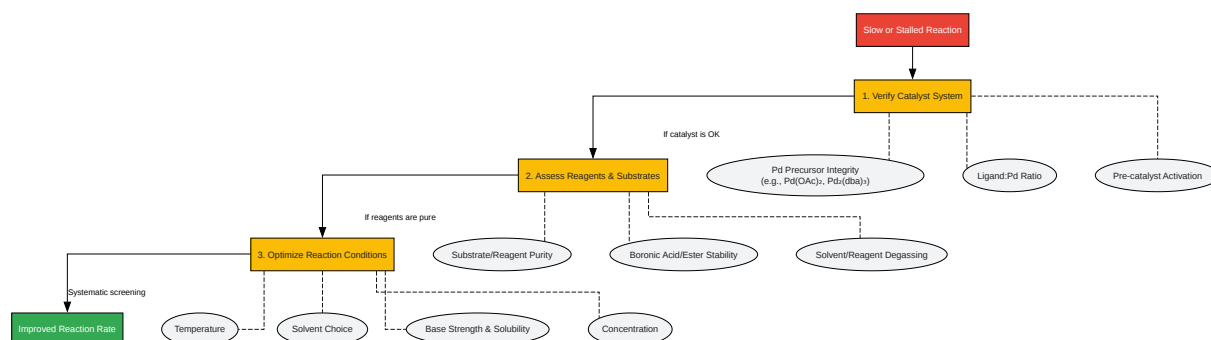 Slow or Stalled Reaction
1. Verify Catalyst System
If catalyst is OK
Pd Precursor Integrity
(e.g., Pd(OAc)₂, Pd₂(dba)₃)
Ligand:Pd Ratio
Pre-catalyst Activation
2. Assess Reagents & Substrates
If reagents are pure
Substrate/Reagent Purity
Boronic Acid/Ester Stability
Solvent/Reagent Degassing
3. Optimize Reaction Conditions
Systematic screening
Improved Reaction Rate
Temperature
Solvent Choice
Base Strength & Solubility
Concentration